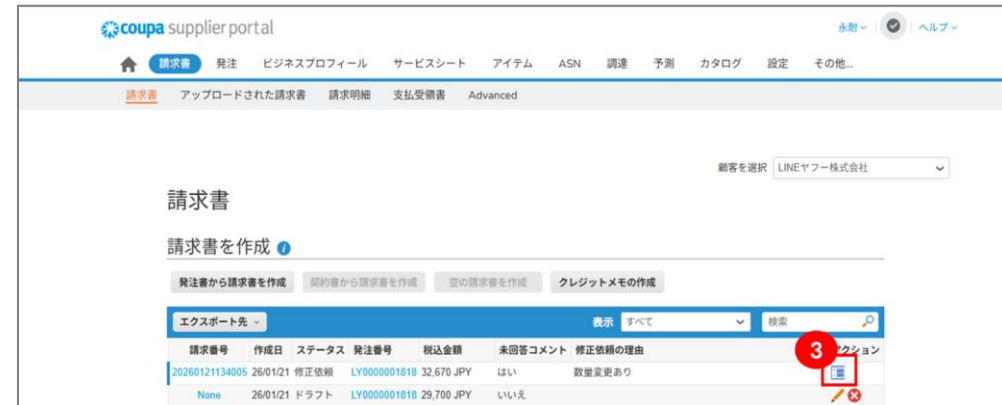 coupa supplier portal 永耐 ヘルプ
請求書 発注 ビジネスプロフィール サービスシート アイテム ASN 調達 予測 カタログ 設定 その他...
請求書 アップロードされた請求書 請求明細 支払受領書 Advanced
顧客を選択 LINEヤフー株式会社
請求書
請求書を作成
発注書から請求書を作成 契約書から請求書を作成 空の請求書を作成 クレジットメモの作成
エクスポート先 表示 すべて 検索
請求番号 作成日 ステータス 発注番号 税込金額 未回答コメント 修正依頼の理由 3 クション
20260121134005 26/01/21 修正依頼 LY0000001818 32,670 JPY はい 数量変更あり
None 26/01/21 ドラフト LY0000001818 29,700 JPY いいえ